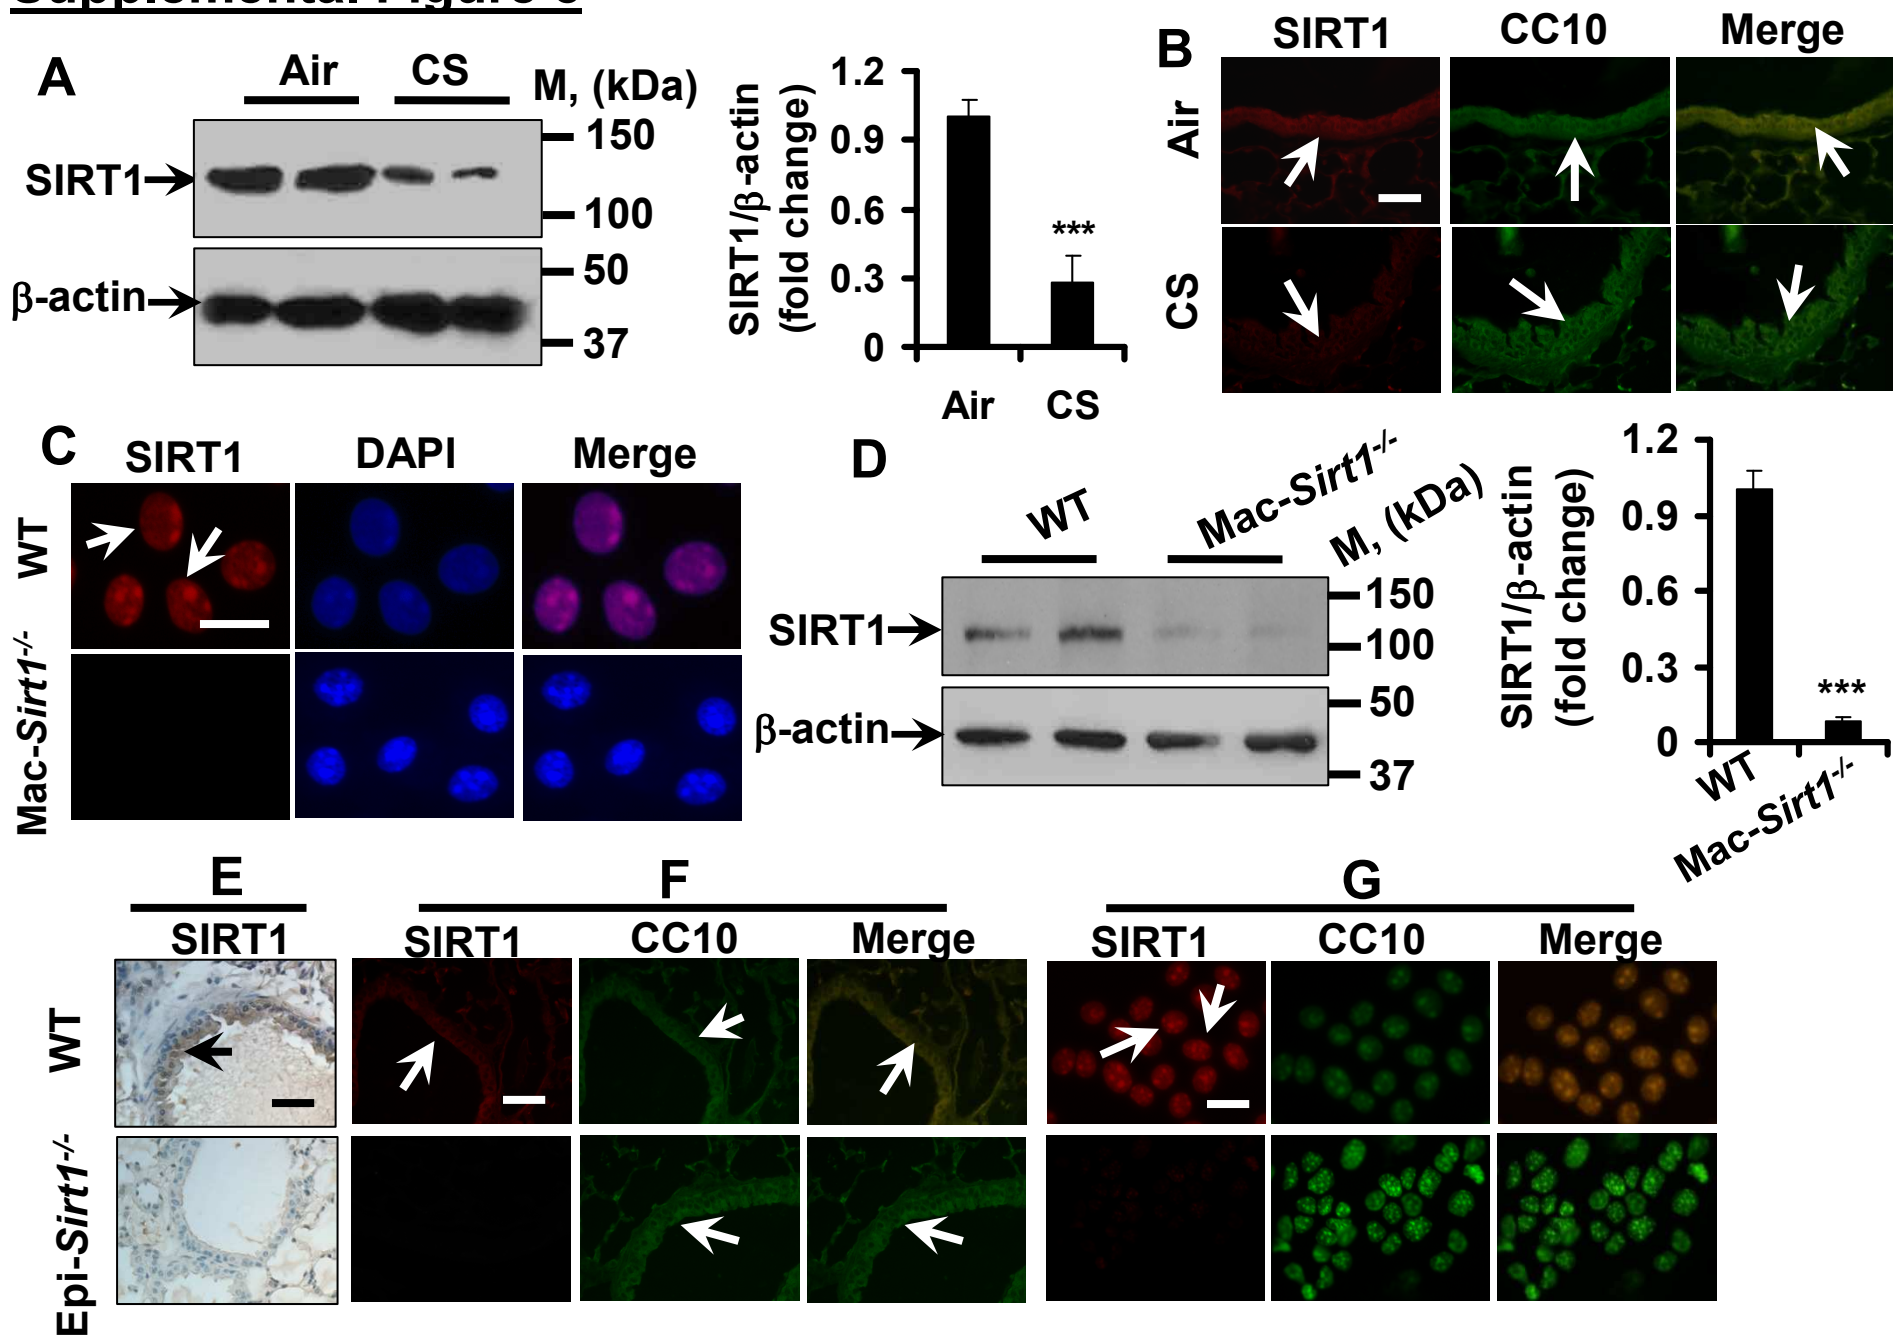 Supplemental Figure
A
Air CS M, (kDa)
SIRT1
150
100
β-actin
50
37
SIRT1/β-actin
(fold change)
1.2
0.9
0.6
0.3
0
***
Air CS
B
SIRT1 CC10 Merge
Air
CS
C
SIRT1 DAPI Merge
WT
Mac-Sirt1-/-
D
WT Mac-Sirt1-/- M, (kDa)
SIRT1
150
100
β-actin
50
37
SIRT1/β-actin
(fold change)
1.2
0.9
0.6
0.3
0
***
WT
Mac-Sirt1-/-
E F G
SIRT1 SIRT1 CC10 Merge SIRT1 CC10 Merge
WT
Epi-Sirt1-/-